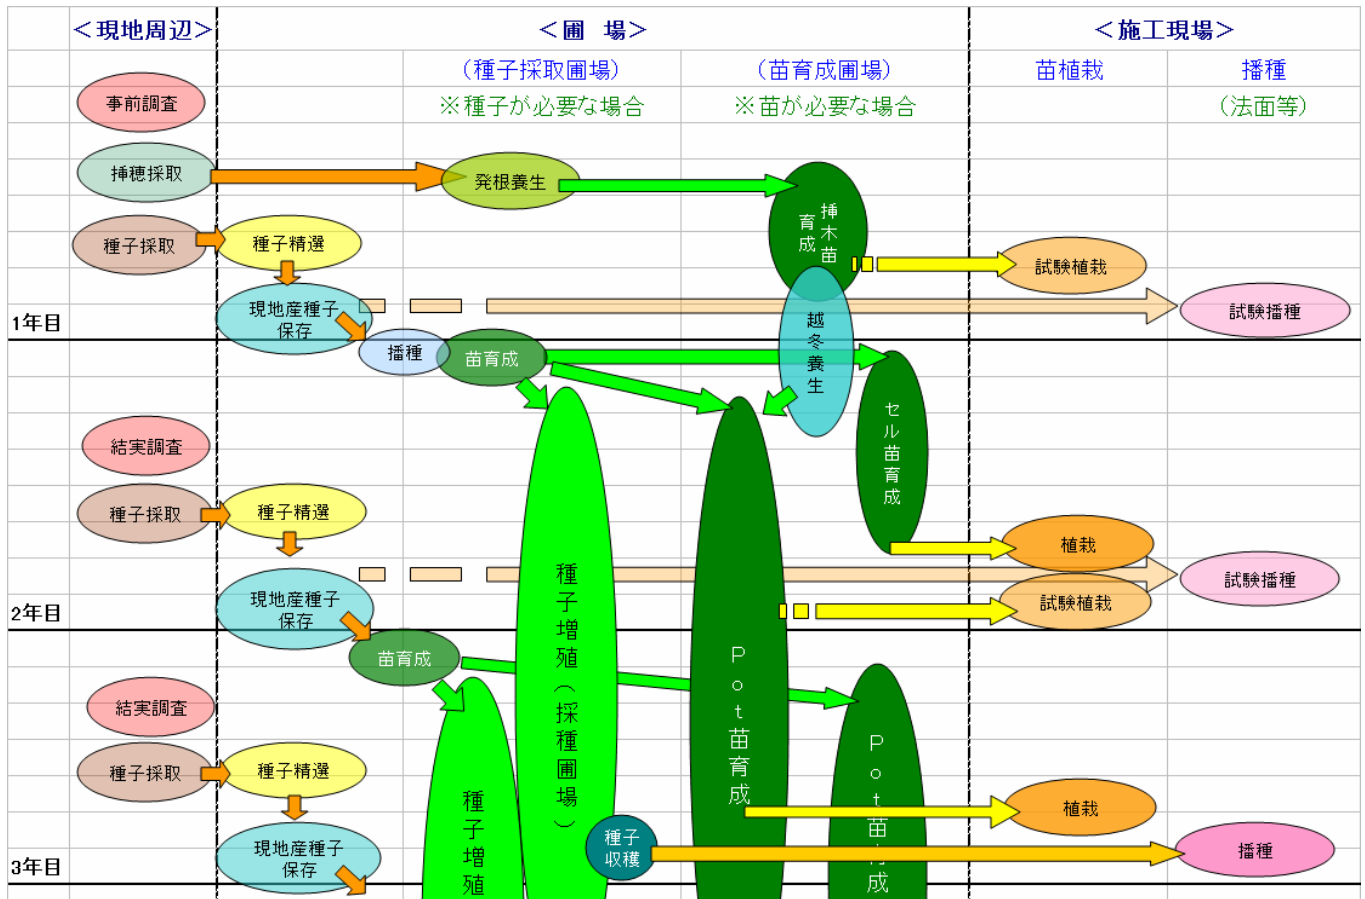 ＜現地周辺＞
＜圃　場＞
＜施工現場＞
（種子採取圃場）
（苗育成圃場）
苗植栽
播種
※種子が必要な場合
※苗が必要な場合
（法面等）
事前調査
挿穂採取
発根養生
挿木苗
育成
種子採取
種子精選
試験植栽
現地産種子
保存
試験播種
1年目
越冬養生
播種
苗育成
セル苗育成
結実調査
種子採取
種子精選
植栽
試験播種
現地産種子
保存
試験植栽
2年目
種子増殖（採種圃場）
Pot苗育成
苗育成
結実調査
種子採取
種子精選
種子増殖
Pot苗育成
植栽
種子
収穫
播種
現地産種子
保存
3年目